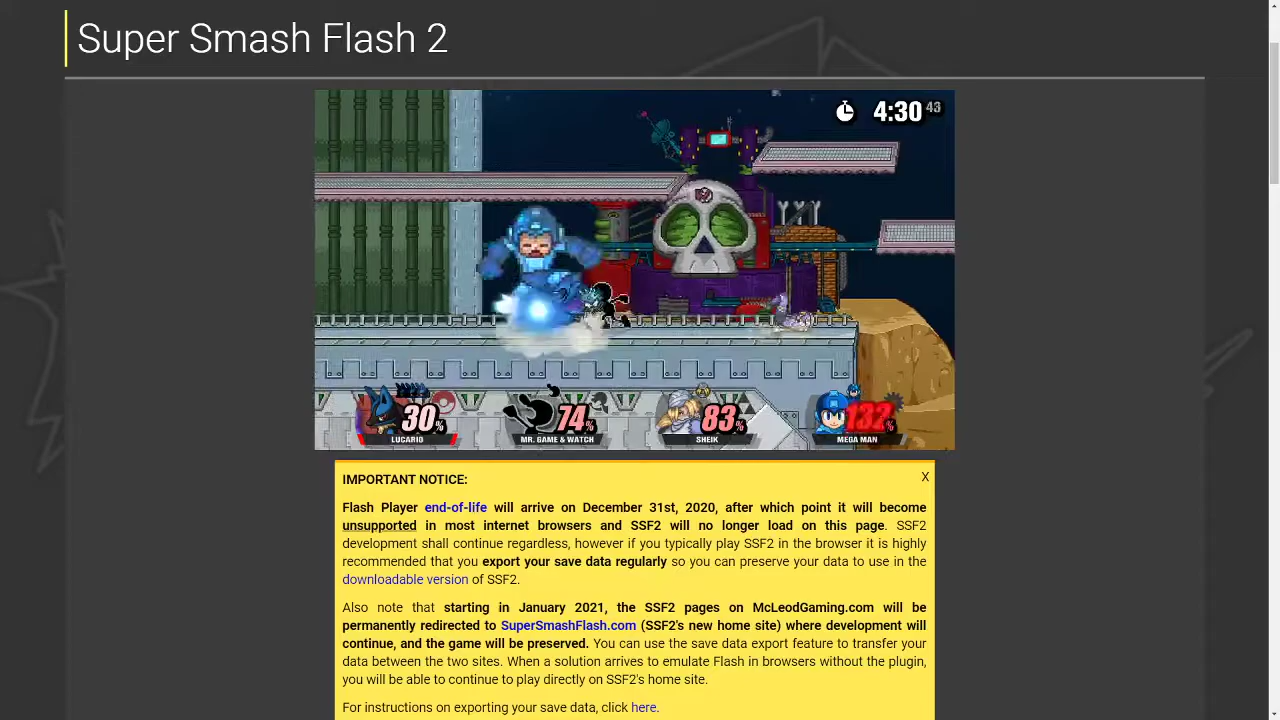 Super Smash Flash 2
4:30 43
30%
74%
83%
132%
LUCARIO
MR. GAME & WATCH
SHEIK
MEGA MAN
IMPORTANT NOTICE:
X
Flash Player end-of-life will arrive on December 31st, 2020, after which point it will become
unsupported in most internet browsers and SSF2 will no longer load on this page. SSF2
development shall continue regardless, however if you typically play SSF2 in the browser it is highly
recommended that you export your save data regularly so you can preserve your data to use in the
downloadable version of SSF2.
Also note that starting in January 2021, the SSF2 pages on McLeodGaming.com will be
permanently redirected to SuperSmashFlash.com (SSF2's new home site) where development will
continue, and the game will be preserved. You can use the save data export feature to transfer your
data between the two sites. When a solution arrives to emulate Flash in browsers without the plugin,
you will be able to continue to play directly on SSF2's home site.
For instructions on exporting your save data, click here.